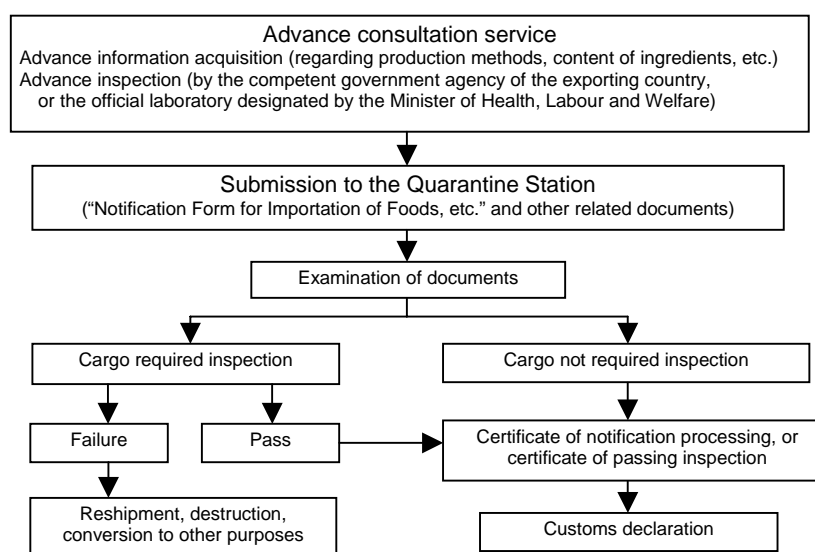 Advance consultation service
Advance information acquisition (regarding production methods, content of ingredients, etc.)
Advance inspection (by the competent government agency of the exporting country,
or the official laboratory designated by the Minister of Health, Labour and Welfare)
Submission to the Quarantine Station
(“Notification Form for Importation of Foods, etc.” and other related documents)
Examination of documents
Cargo required inspection
Cargo not required inspection
Failure
Pass
Certificate of notification processing, or
certificate of passing inspection
Reshipment, destruction,
conversion to other purposes
Customs declaration